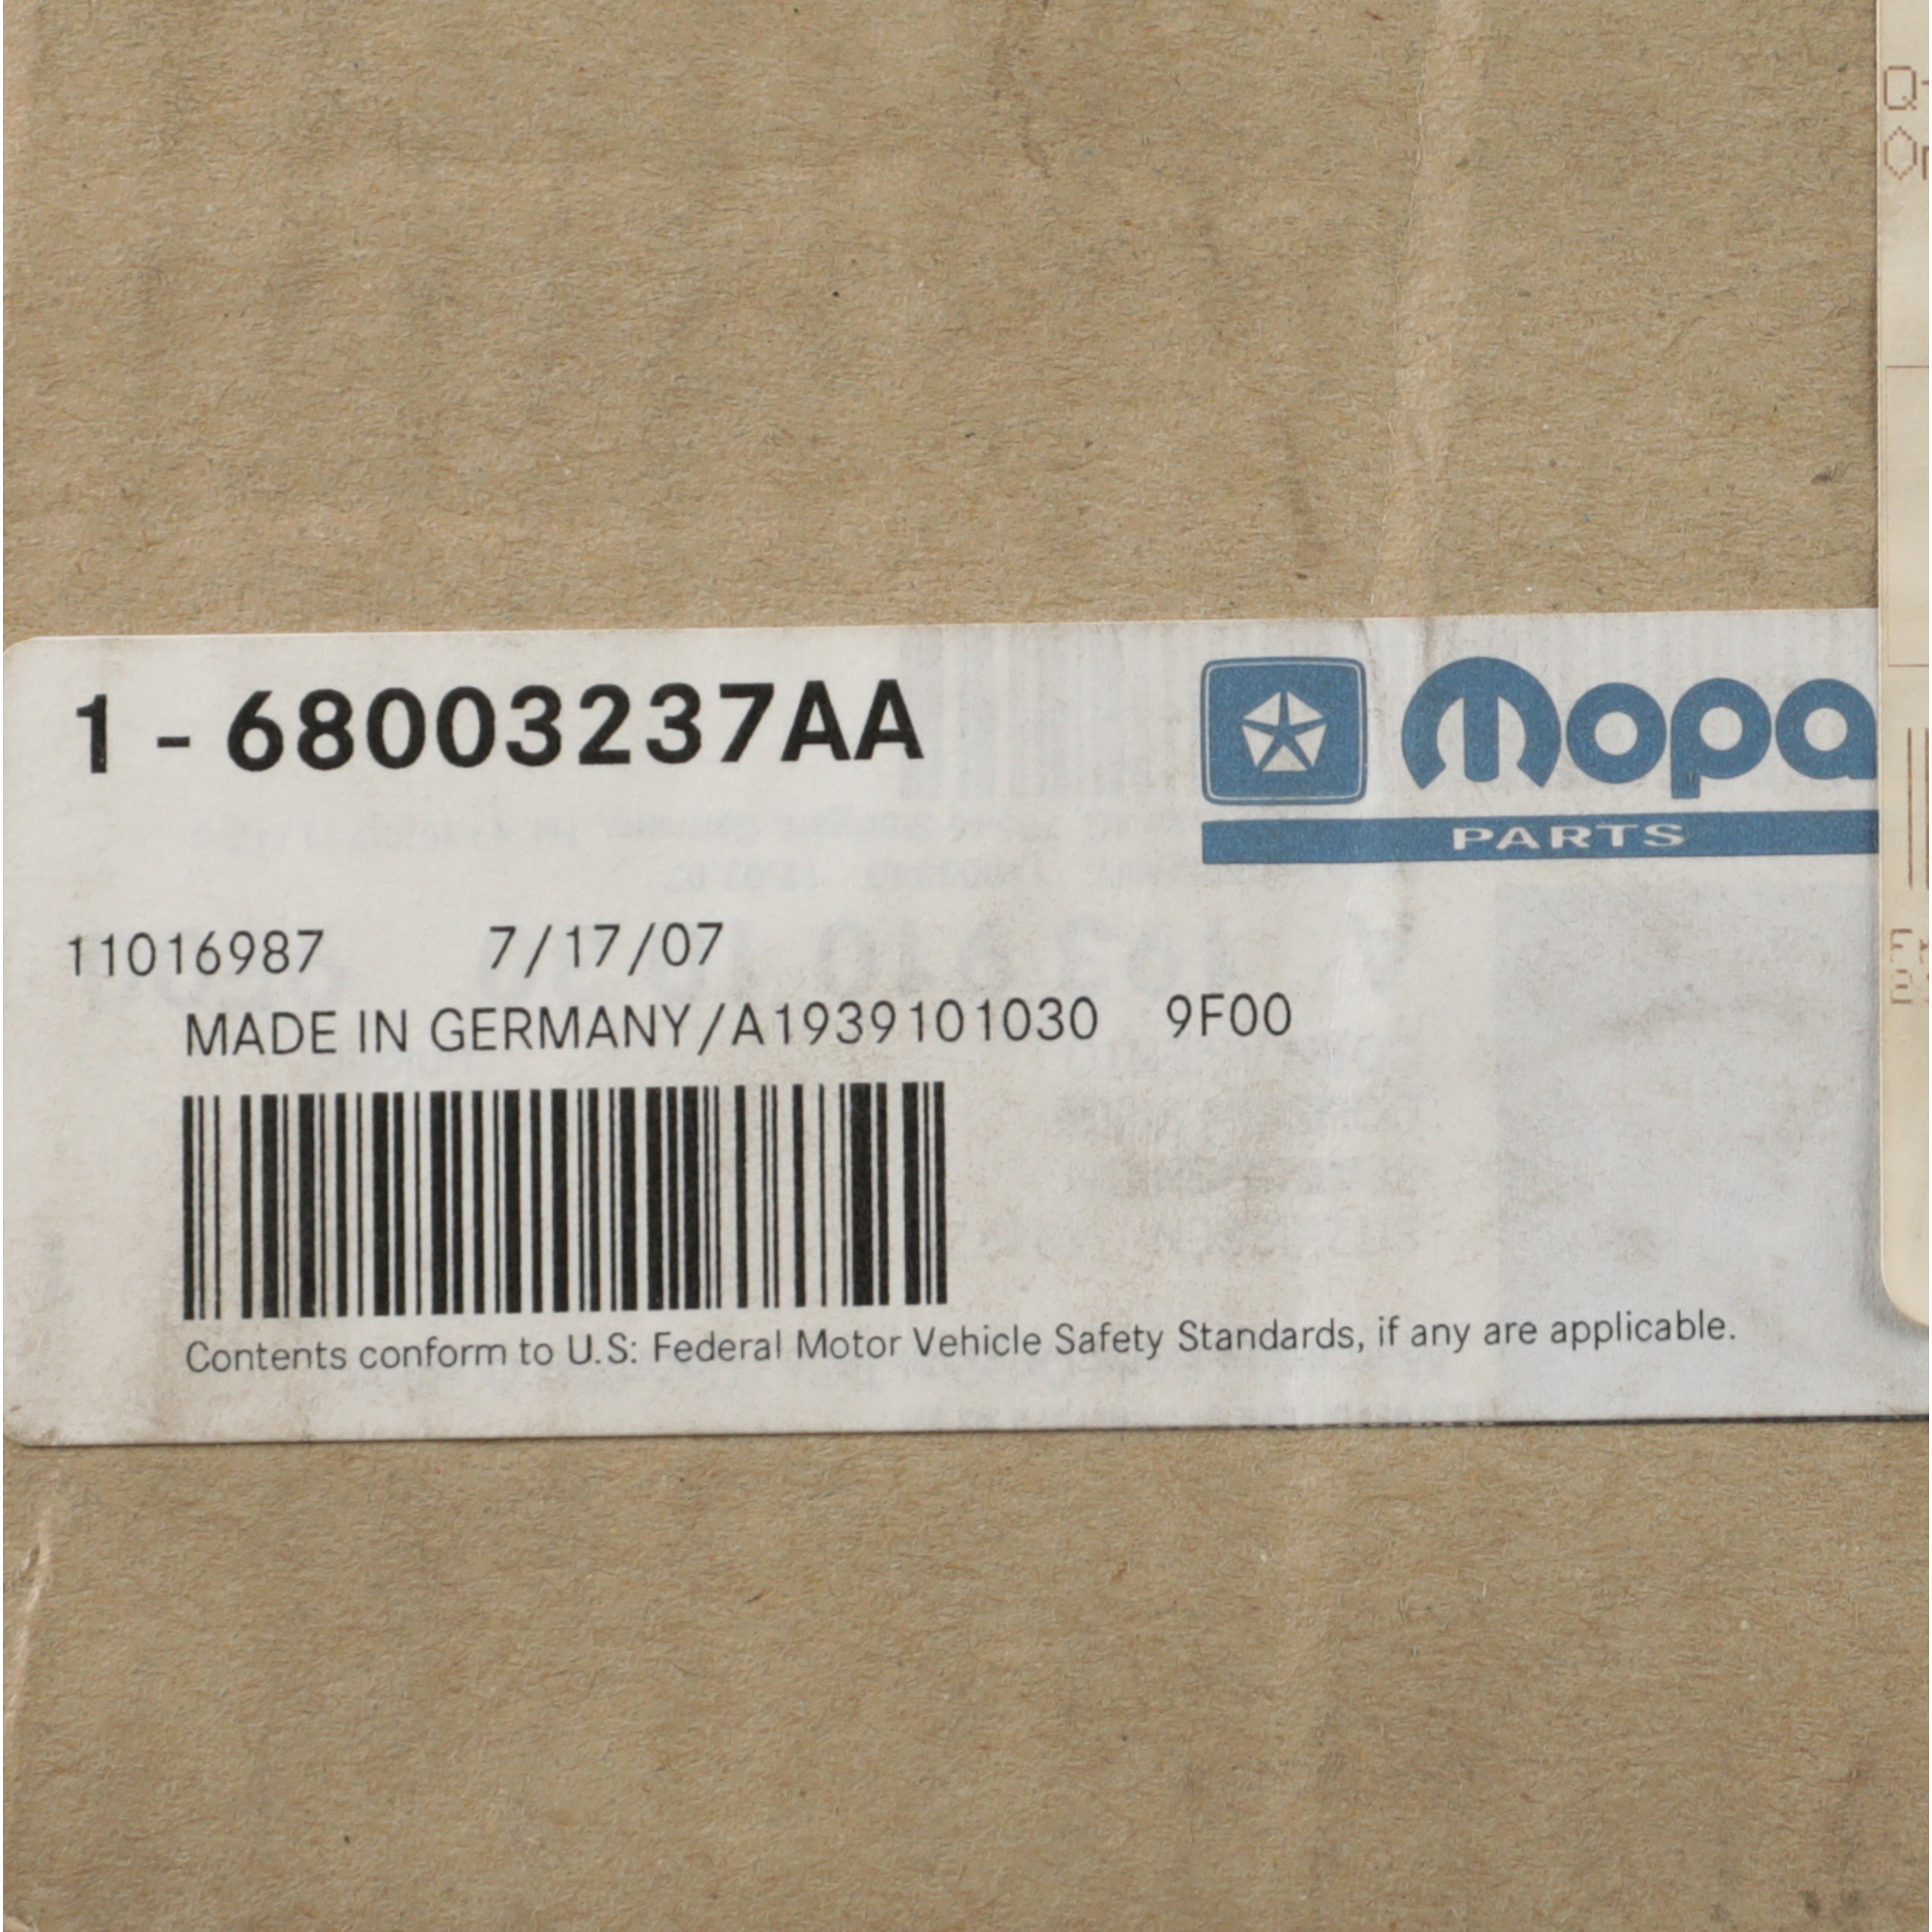 1 - 68003237AA
Mopa
PARTS
11016987 7/17/07
MADE IN GERMANY/A1939101030 9F00
Contents conform to U.S: Federal Motor Vehicle Safety Standards, if any are applicable.